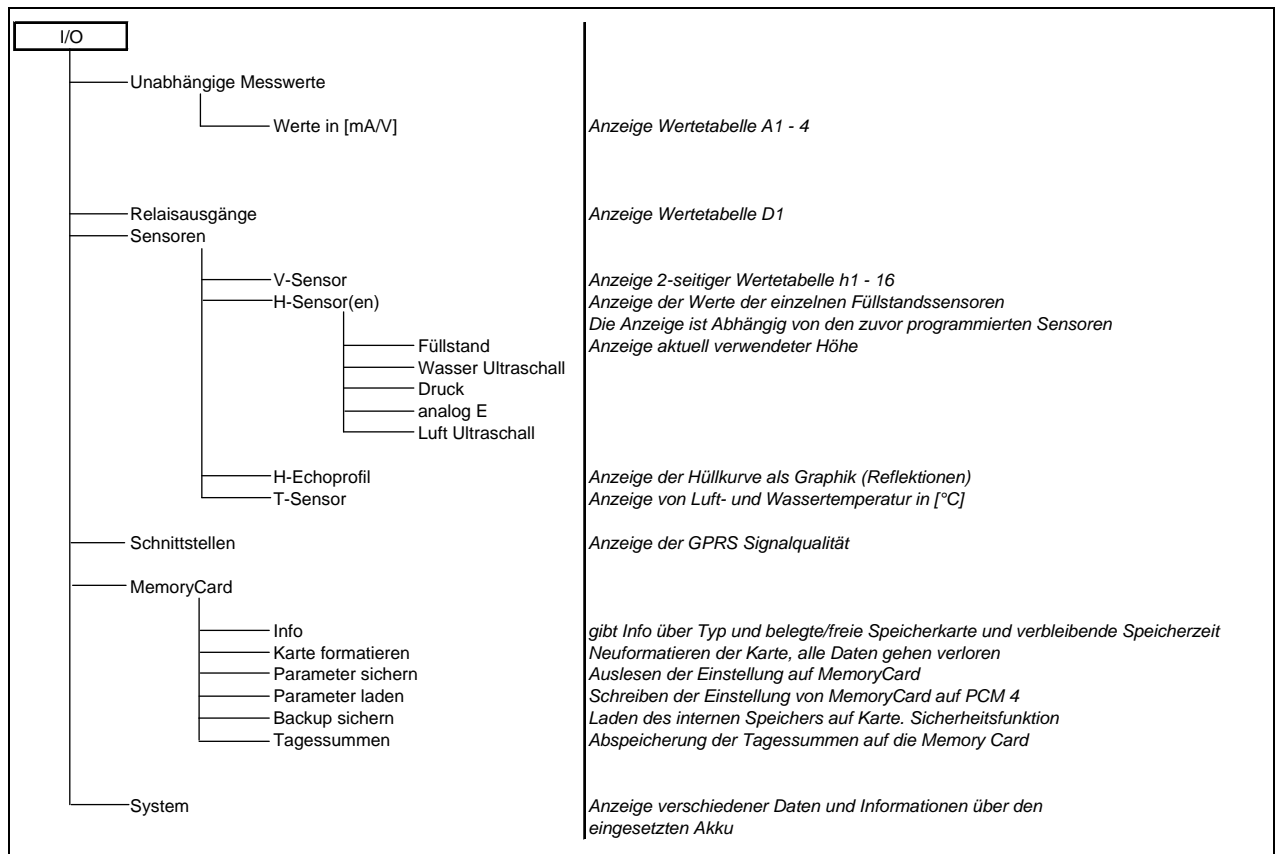 I/O
Unabhängige Messwerte
Werte in [mA/V] Anzeige Wertetabelle A1 - 4
Relaisausgänge Anzeige Wertetabelle D1
Sensoren
V-Sensor Anzeige 2-seitiger Wertetabelle h1 - 16
H-Sensor(en) Anzeige der Werte der einzelnen Füllstandssensoren
Die Anzeige ist Abhängig von den zuvor programmierten Sensoren
Füllstand Anzeige aktuell verwendeter Höhe
Wasser Ultraschall
Druck
analog E
Luft Ultraschall
H-Echoprofil Anzeige der Hüllkurve als Graphik (Reflektionen)
T-Sensor Anzeige von Luft- und Wassertemperatur in [°C]
Schnittstellen Anzeige der GPRS Signalqualität
MemoryCard
Info gibt Info über Typ und belegte/freie Speicherkarte und verbleibende Speicherzeit
Karte formatieren Neuformatieren der Karte, alle Daten gehen verloren
Parameter sichern Auslesen der Einstellung auf MemoryCard
Parameter laden Schreiben der Einstellung von MemoryCard auf PCM 4
Backup sichern Laden des internen Speichers auf Karte. Sicherheitsfunktion
Tagessummen Abspeicherung der Tagessummen auf die Memory Card
System Anzeige verschiedener Daten und Informationen über den
eingesetzten Akku